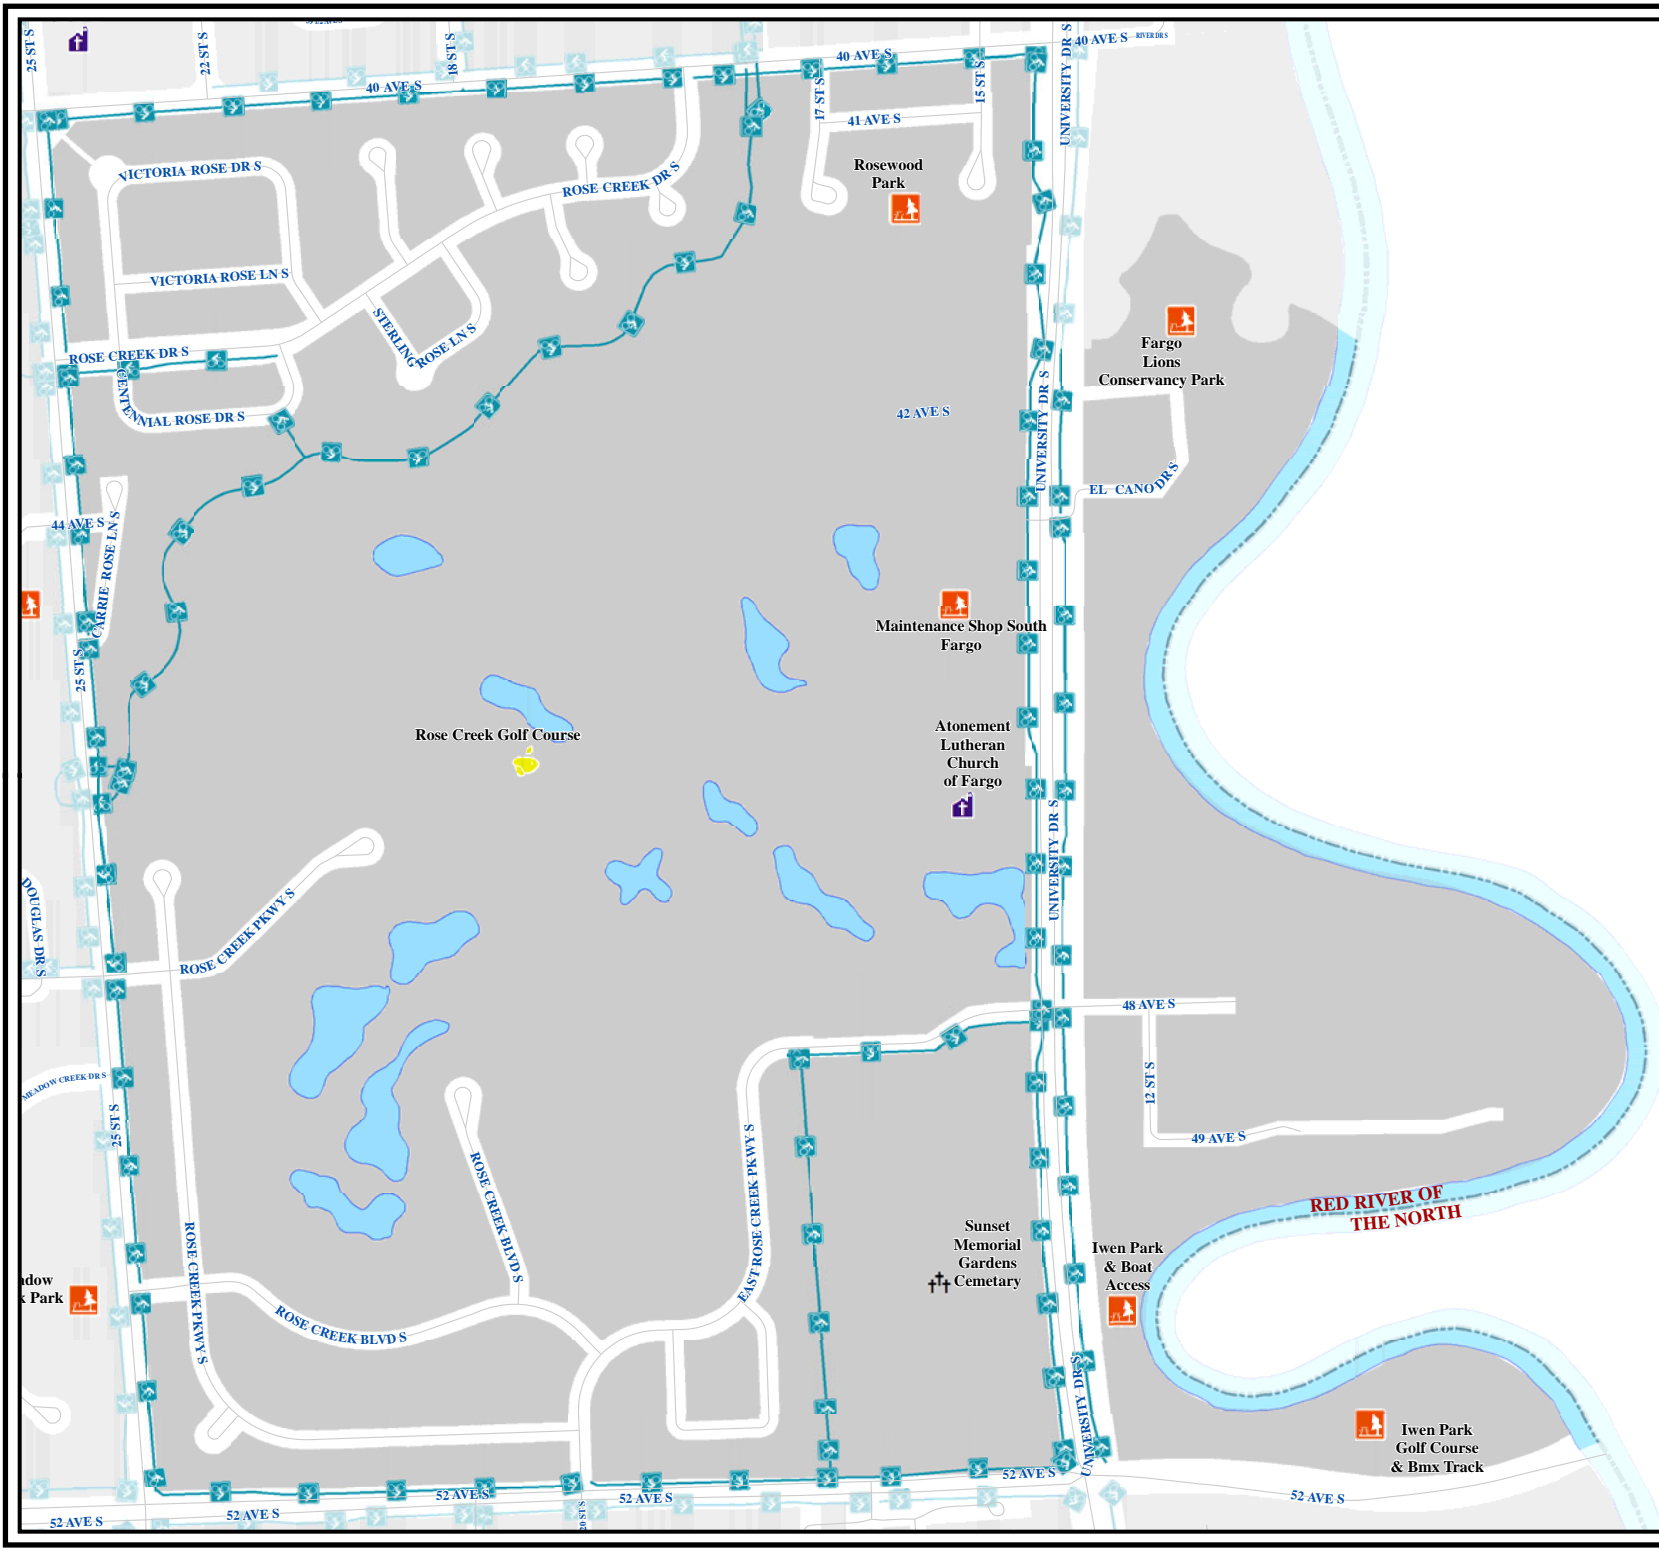 25 ST S
22 ST S
18 ST S
40 AVE S
40 AVE S
40 AVE S
RIVER DR S
UNIVERSITY DR S
17 ST S
15 ST S
41 AVE S
VICTORIA ROSE DR S
ROSE CREEK DR S
Rosewood
Park
VICTORIA ROSE LN S
STERLING
ROSE LN S
ROSE CREEK DR S
CENTENNIAL ROSE DR S
Fargo
Lions
Conservancy Park
42 AVE S
UNIVERSITY DR S
EL CANO DR S
44 AVE S
CARRIE ROSE LN S
25 ST S
Maintenance Shop South
Fargo
Rose Creek Golf Course
Atonement
Lutheran
Church
of Fargo
UNIVERSITY DR S
DOUGLAS DR S
ROSE CREEK PKWY S
48 AVE S
12 ST S
49 AVE S
MEADOW CREEK DR S
25 ST S
ROSE CREEK BLVD S
EAST ROSE CREEK PKWY S
RED RIVER OF
THE NORTH
Sunset
Memorial
Gardens
Cemetary
Iwen Park
& Boat
Access
ROSE CREEK PKWY S
ROSE CREEK BLVD S
adow
k Park
UNIVERSITY DR S
Iwen Park
Golf Course
& Bmx Track
52 AVE S
52 AVE S
52 AVE S
52 AVE S
52 AVE S
52 AVE S
20 ST S